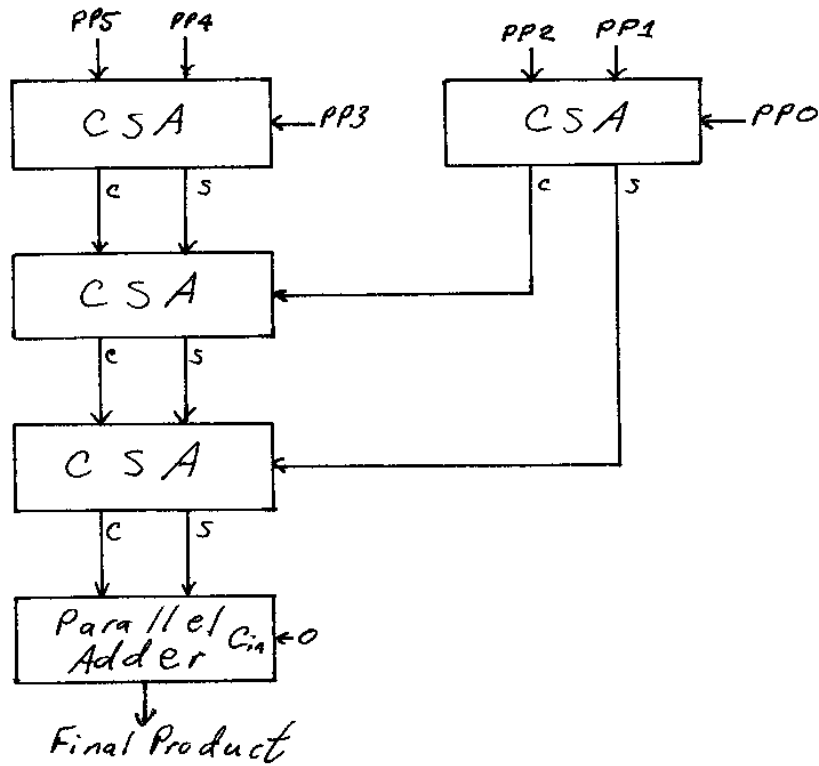 PP5 PP4 PP2 PP1
CSA PP3 CSA PP0
C S C S
CSA
C S
CSA
C S
Parallel Cin 0
Adder
Final Product